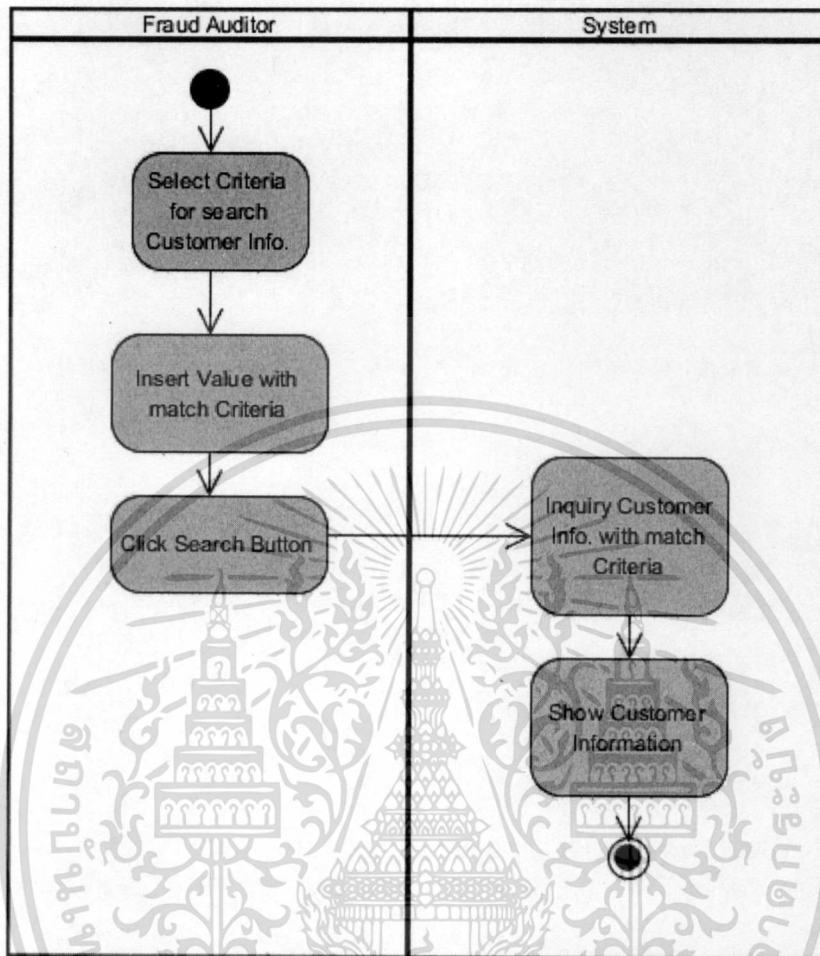 Fraud Auditor
System
Select Criteria
for search
Customer Info.
Insert Value with
match Criteria
Click Search Button
Inquiry Customer
Info. with match
Criteria
Show Customer
Information